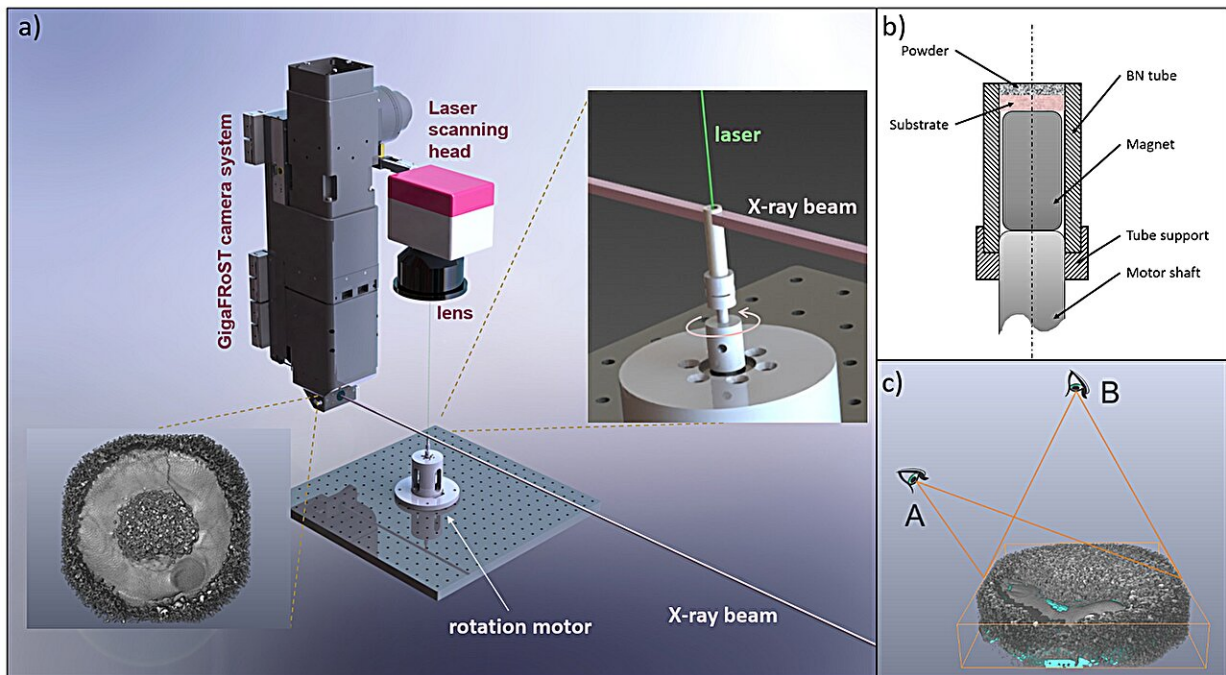 a)
GigaFRoST camera system
Laser
scanning
head
lens
laser
X-ray beam
rotation motor
X-ray beam
b)
Powder
BN tube
Substrate
Magnet
Tube support
Motor shaft
c)
B
A